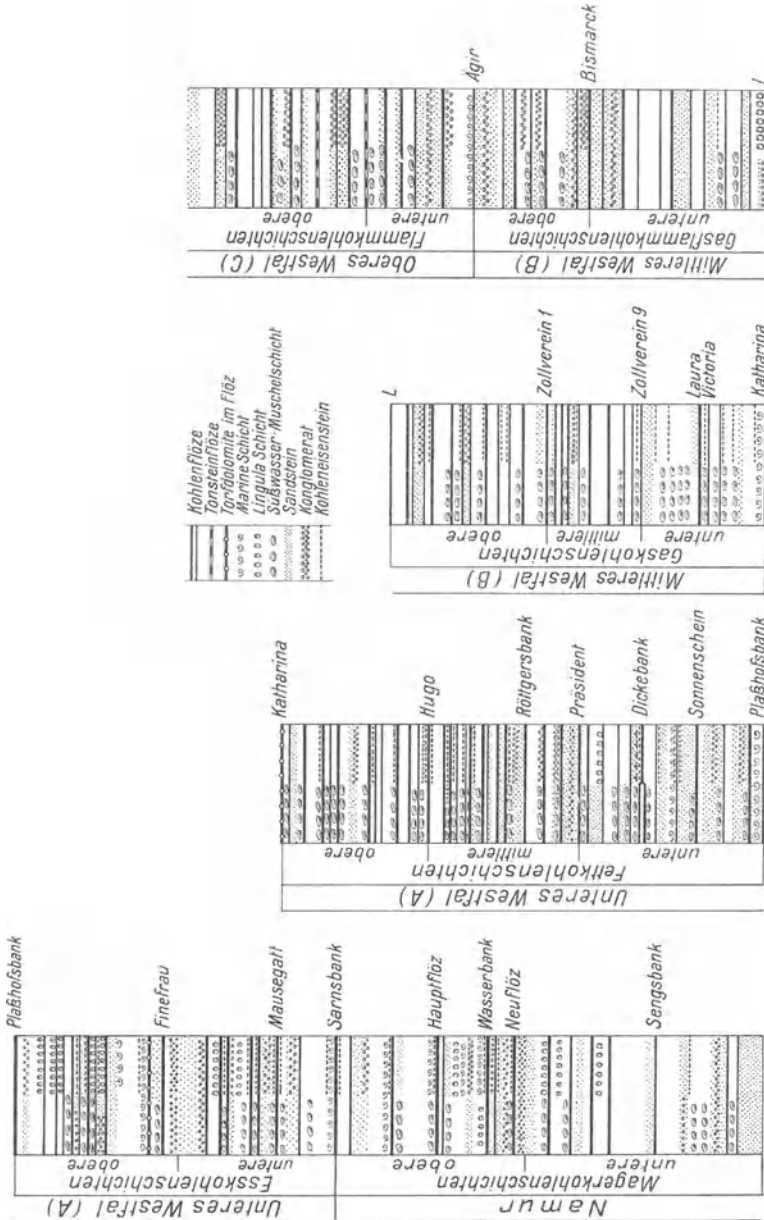 Ägir
Bismarck
L
obere
untere
obere
untere
Flammkohlenschichten
Gasflammkohlenschichten
Oberes Westfal (C)
Mittleres Westfal (B)
Kohlenflöze
Tonsteinflöze
Torfdolomite im Flöz
Marine Schicht
Lingula Schicht
Süßwasser-Muschelschicht
Sandstein
Konglomerat
Kohleneisenstein
L
Zollverein 1
Zollverein 9
Laura
Victoria
Katharina
obere
mittlere
untere
Gaskohlenschichten
Mittleres Westfal (B)
Katharina
Hugo
Röttgersbank
Präsident
Dickebank
Sonnenschein
Plaßhofsbank
obere
mittlere
untere
Fettkohlenschichten
Unteres Westfal (A)
Plaßhofsbank
Finefrau
Mausegatt
Sarnsbank
Hauptflöz
Wasserbank
Neuflöz
Sengsbank
obere
untere
obere
untere
Esskohlenschichten
Magerkohlenschichten
Unteres Westfal (A)
Namur